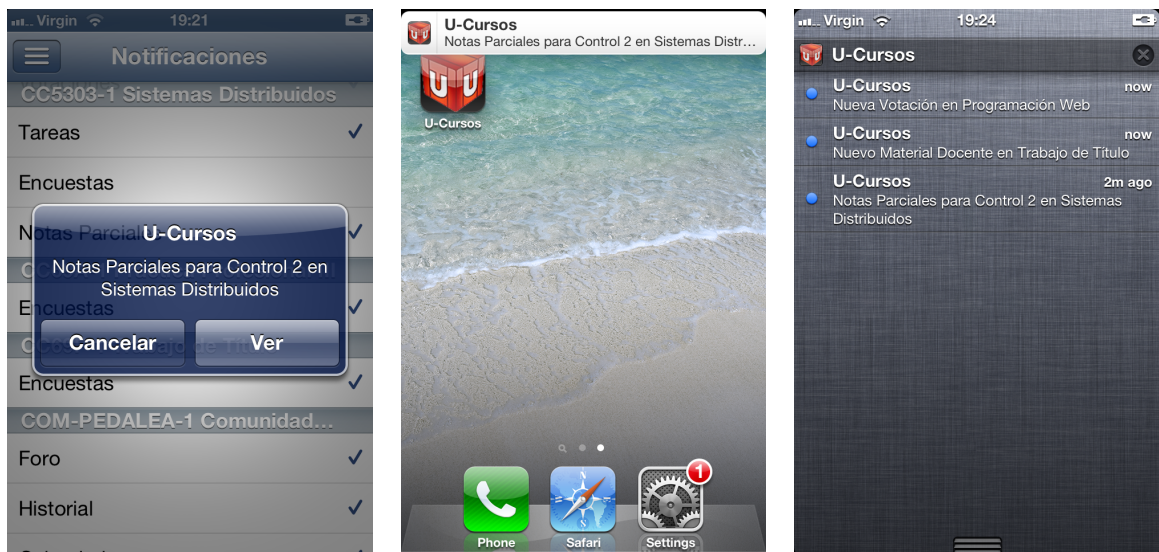 Virgin
19:21
Notificaciones
CC5303-1 Sistemas Distribuidos
Tareas
Encuestas
Notas Parciales
U-Cursos
Notas Parciales para Control 2 en
Sistemas Distribuidos
Encuestas
Cancelar
Ver
Encuestas
COM-PEDALEA-1 Comunidad...
Foro
Historial
U-Cursos
Notas Parciales para Control 2 en Sistemas Distr...
U-Cursos
1
Phone
Safari
Settings
Virgin
19:24
U-Cursos
U-Cursos
now
Nueva Votación en Programación Web
U-Cursos
now
Nuevo Material Docente en Trabajo de Título
U-Cursos
2m ago
Notas Parciales para Control 2 en Sistemas
Distribuidos